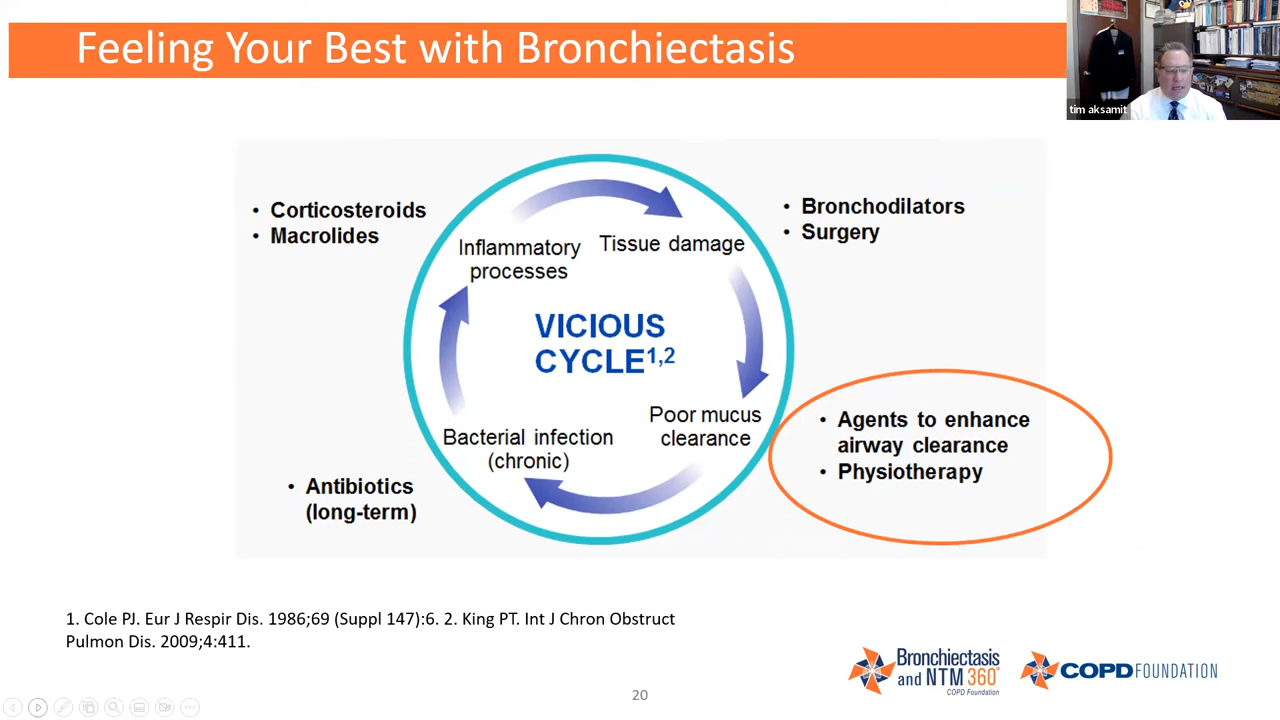 Feeling Your Best with Bronchiectasis
tim aksamit
• Corticosteroids
• Macrolides
• Bronchodilators
• Surgery
Inflammatory
processes
Tissue damage
VICIOUS
CYCLE1,2
Poor mucus
clearance
Bacterial infection
(chronic)
• Agents to enhance
airway clearance
• Physiotherapy
• Antibiotics
(long-term)
1. Cole PJ. Eur J Respir Dis. 1986;69 (Suppl 147):6. 2. King PT. Int J Chron Obstruct
Pulmon Dis. 2009;4:411.
Bronchiectasis
and NTM 360°
COPD Foundation
COPD FOUNDATION
20